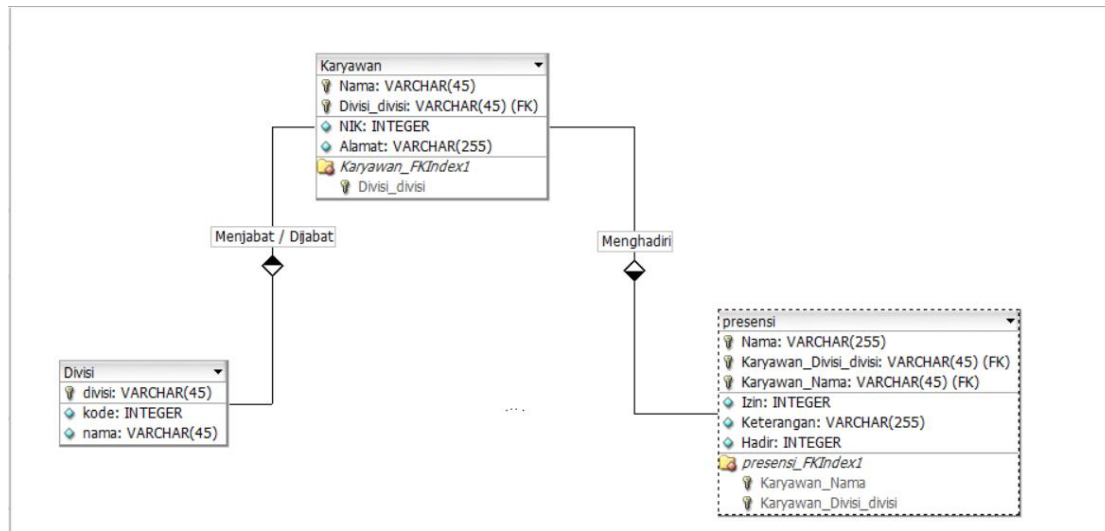 Karyawan
Nama: VARCHAR(45)
Divisi_divisi: VARCHAR(45) (FK)
NIK: INTEGER
Alamat: VARCHAR(255)
Karyawan_FKIndex1
Divisi_divisi
Menjabat / Dijabat
Menghadiri
Divisi
divisi: VARCHAR(45)
kode: INTEGER
nama: VARCHAR(45)
presensi
Nama: VARCHAR(255)
Karyawan_Divisi_divisi: VARCHAR(45) (FK)
Karyawan_Nama: VARCHAR(45) (FK)
Izin: INTEGER
Keterangan: VARCHAR(255)
Hadir: INTEGER
presensi_FKIndex1
Karyawan_Nama
Karyawan_Divisi_divisi